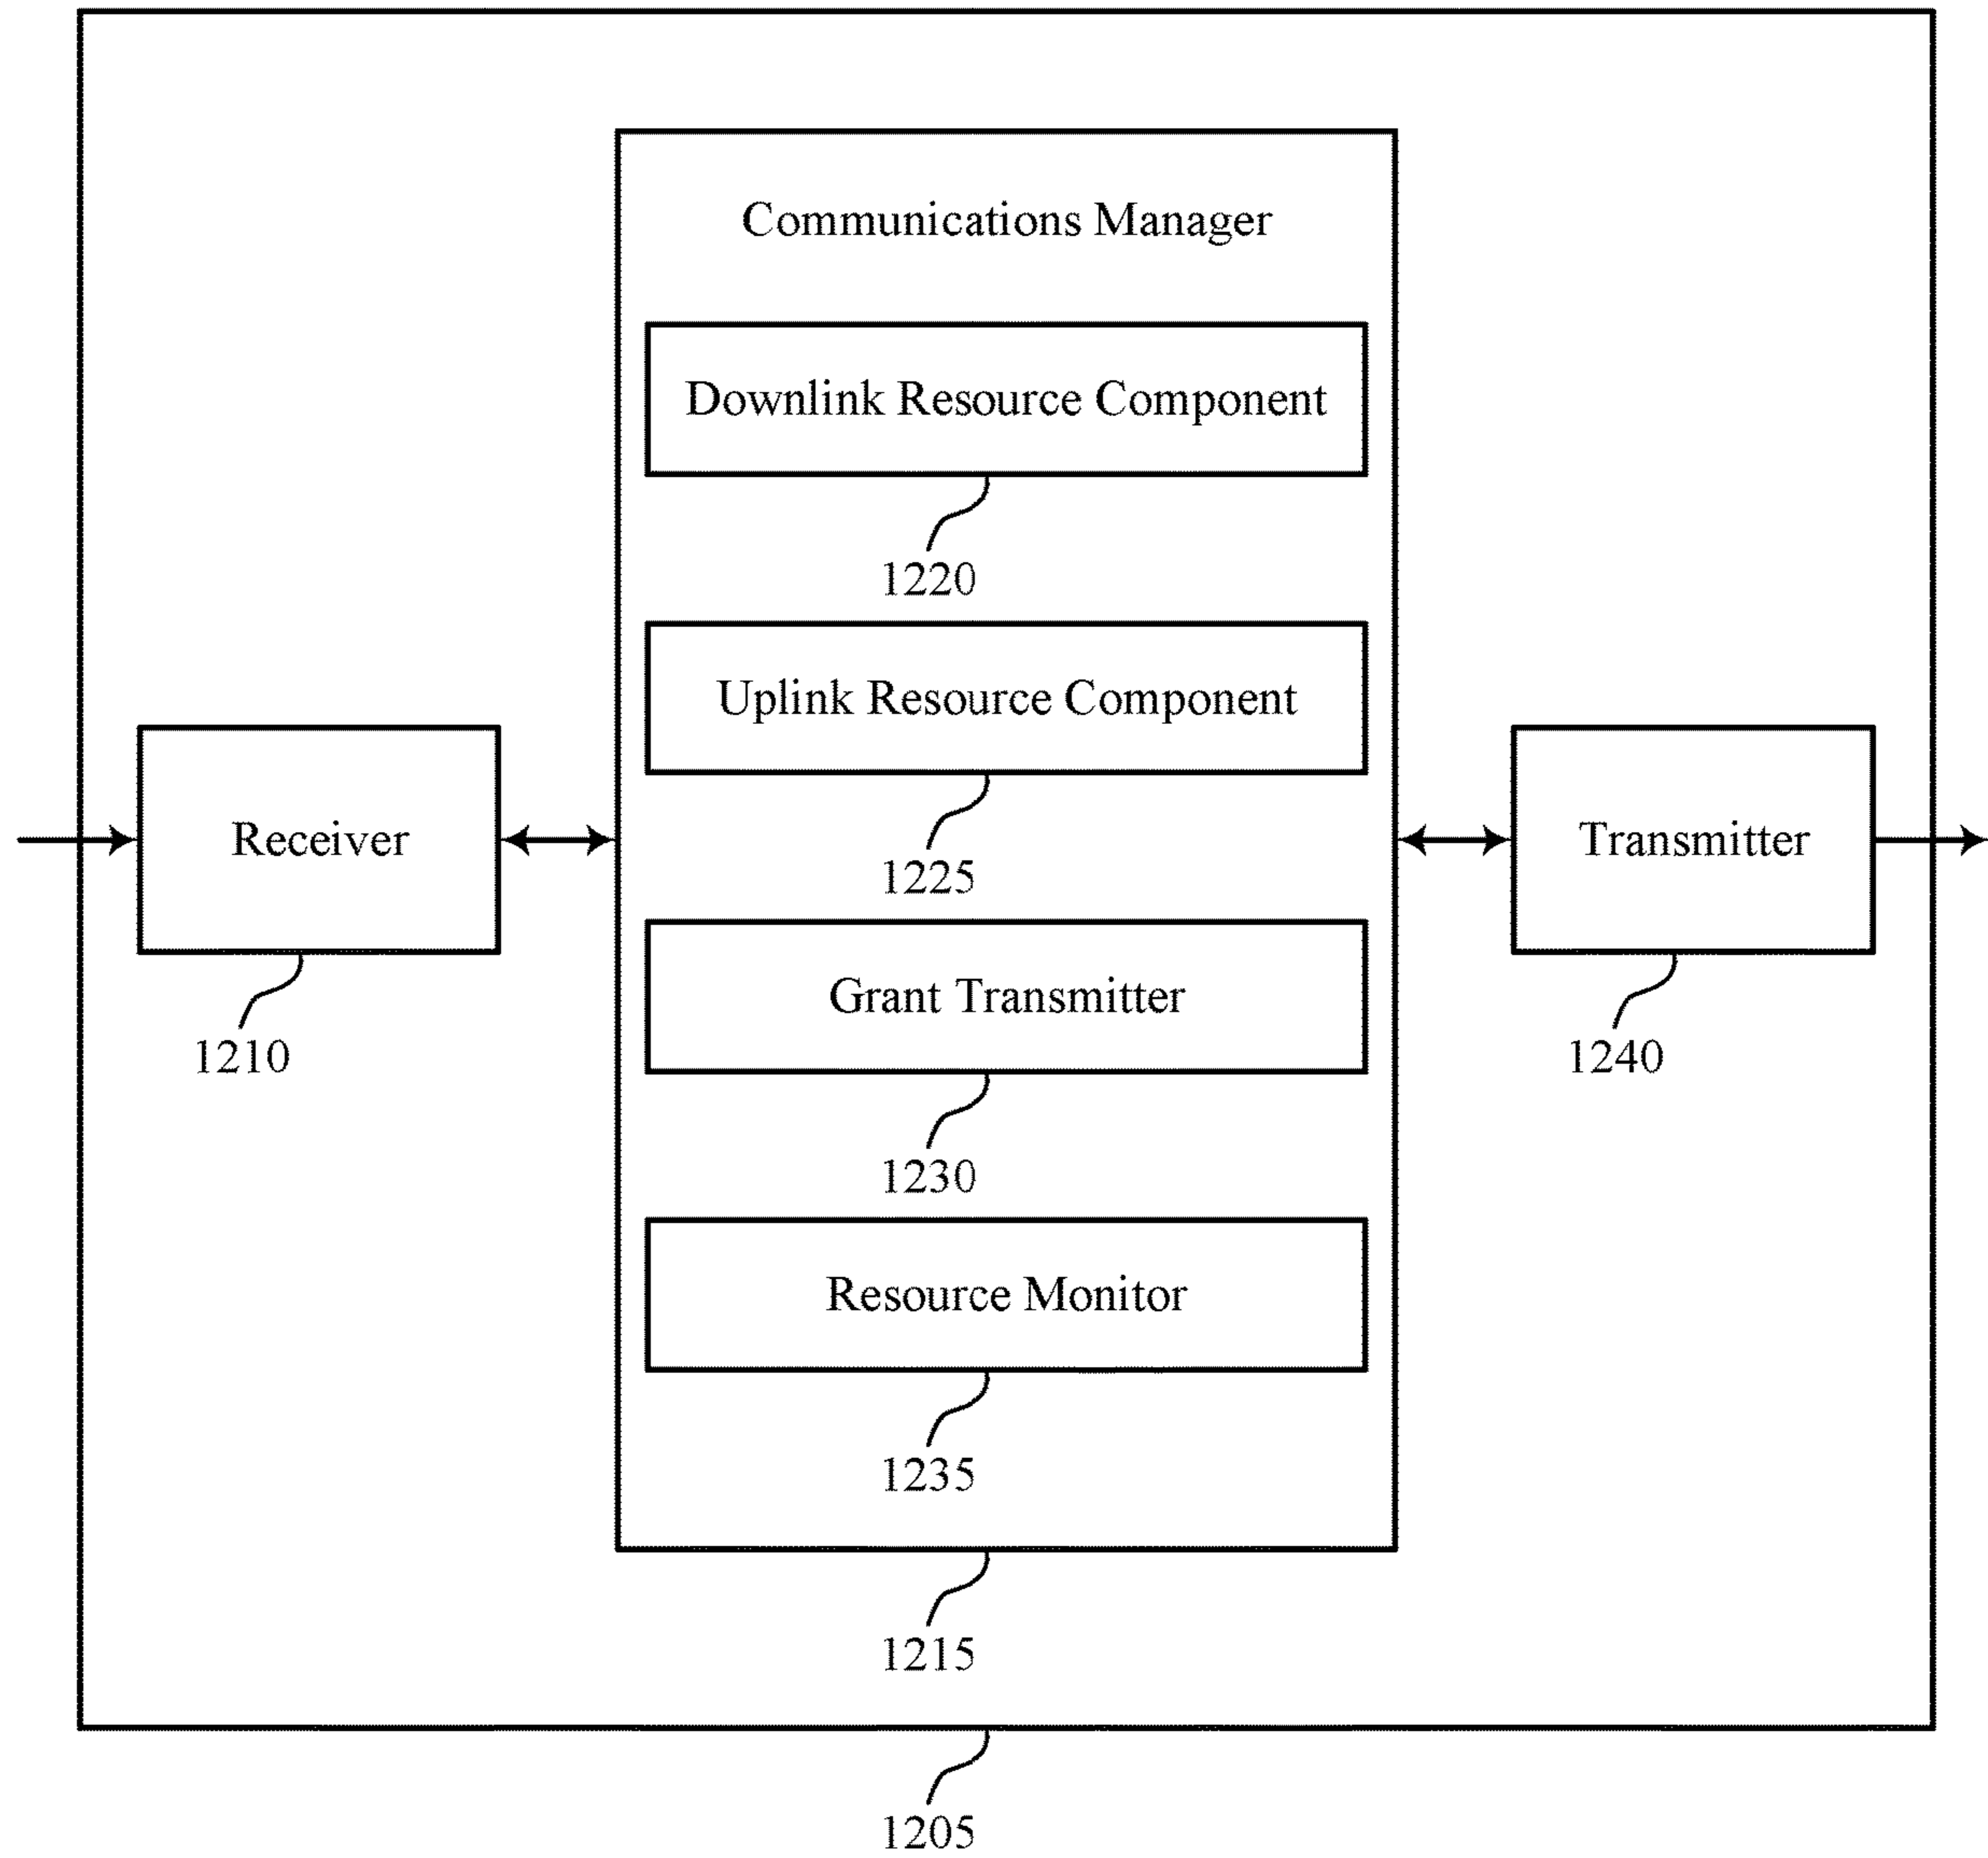 Communications Manager
Downlink Resource Component
1220
Uplink Resource Component
1225
Receiver
1210
Transmitter
1240
Grant Transmitter
1230
Resource Monitor
1235
1215
1205